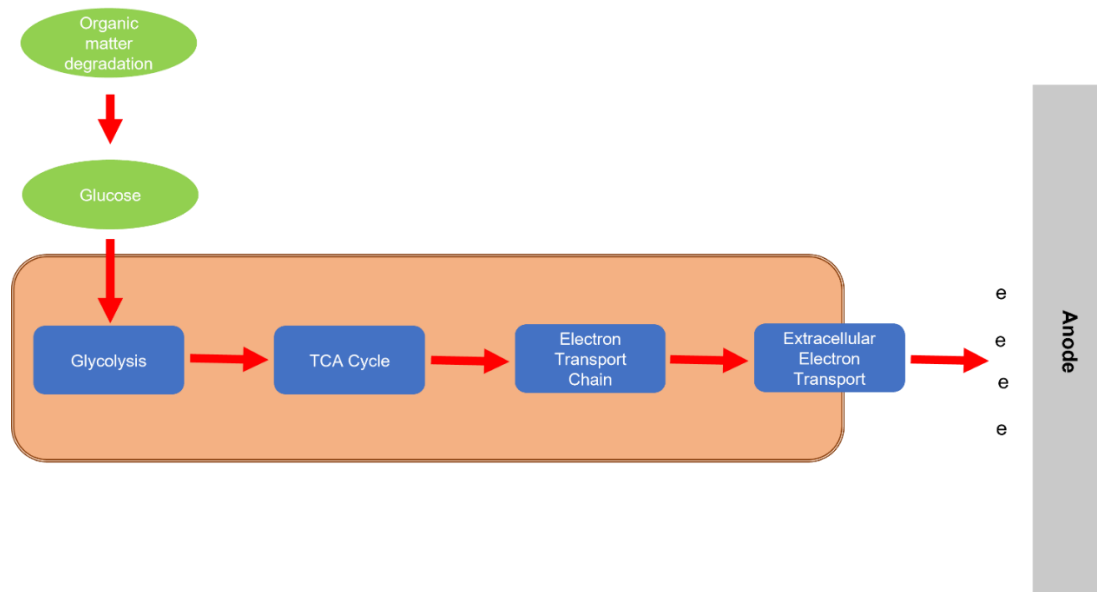 Organic
matter
degradation
Glucose
Glycolysis
TCA Cycle
Electron
Transport
Chain
Extracellular
Electron
Transport
e
e
e
e
Anode